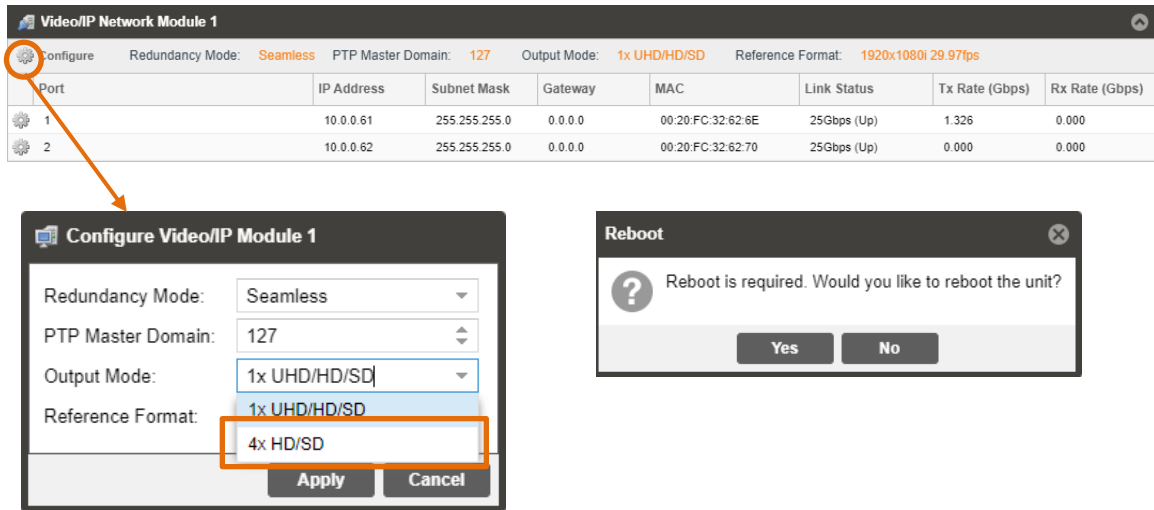 Video/IP Network Module 1
Configure Redundancy Mode: Seamless PTP Master Domain: 127 Output Mode: 1x UHD/HD/SD Reference Format: 1920x1080i 29.97fps
Port IP Address Subnet Mask Gateway MAC Link Status Tx Rate (Gbps) Rx Rate (Gbps)
1 10.0.0.61 255.255.255.0 0.0.0.0 00:20:FC:32:62:6E 25Gbps (Up) 1.326 0.000
2 10.0.0.62 255.255.255.0 0.0.0.0 00:20:FC:32:62:70 25Gbps (Up) 0.000 0.000
Configure Video/IP Module 1
Redundancy Mode: Seamless
PTP Master Domain: 127
Output Mode: 1x UHD/HD/SD
Reference Format: 1x UHD/HD/SD
4x HD/SD
Apply Cancel
Reboot
Reboot is required. Would you like to reboot the unit?
Yes No